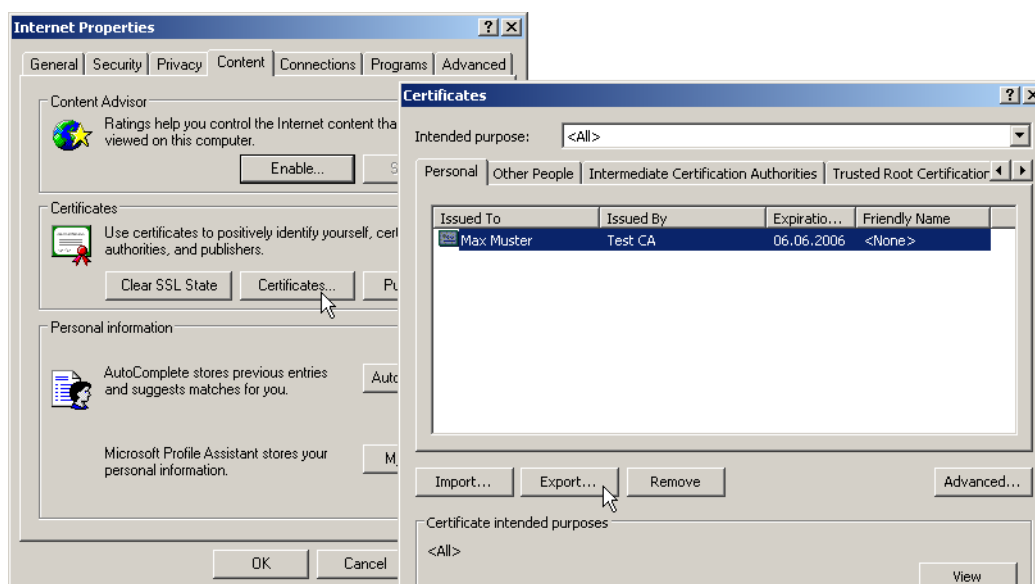 Internet Properties
General Security Privacy Content Connections Programs Advanced
Content Advisor
Ratings help you control the Internet content tha
viewed on this computer.
Enable...
S
Certificates
Use certificates to positively identify yourself, cert
authorities, and publishers.
Clear SSL State Certificates... Pu
Personal information
AutoComplete stores previous entries
and suggests matches for you.
Auto
Microsoft Profile Assistant stores your
personal information.
M
OK Cancel
Certificates
Intended purpose: <All>
Personal Other People Intermediate Certification Authorities Trusted Root Certification
Issued To Issued By Expiratio... Friendly Name
Max Muster Test CA 06.06.2006 <None>
Import... Export... Remove Advanced...
Certificate intended purposes
<All>
View